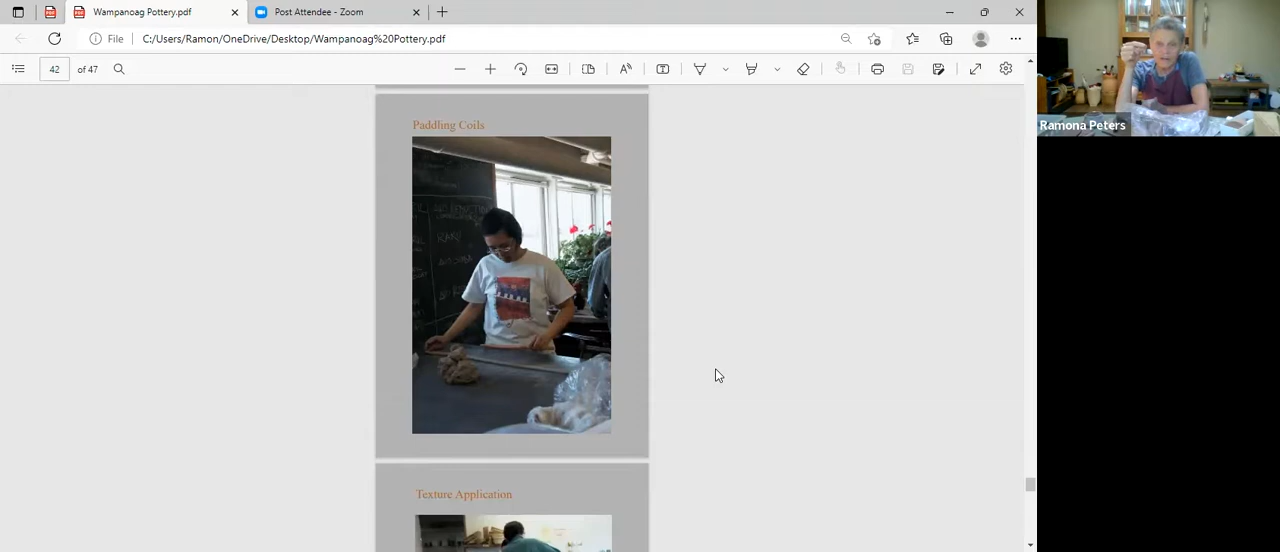 Wampanoag Pottery.pdf
Post Attendee - Zoom
File
C:/Users/Ramon/OneDrive/Desktop/Wampanoag%20Pottery.pdf
42 of 47
Ramona Peters
Paddling Coils
RAKU
Texture Application